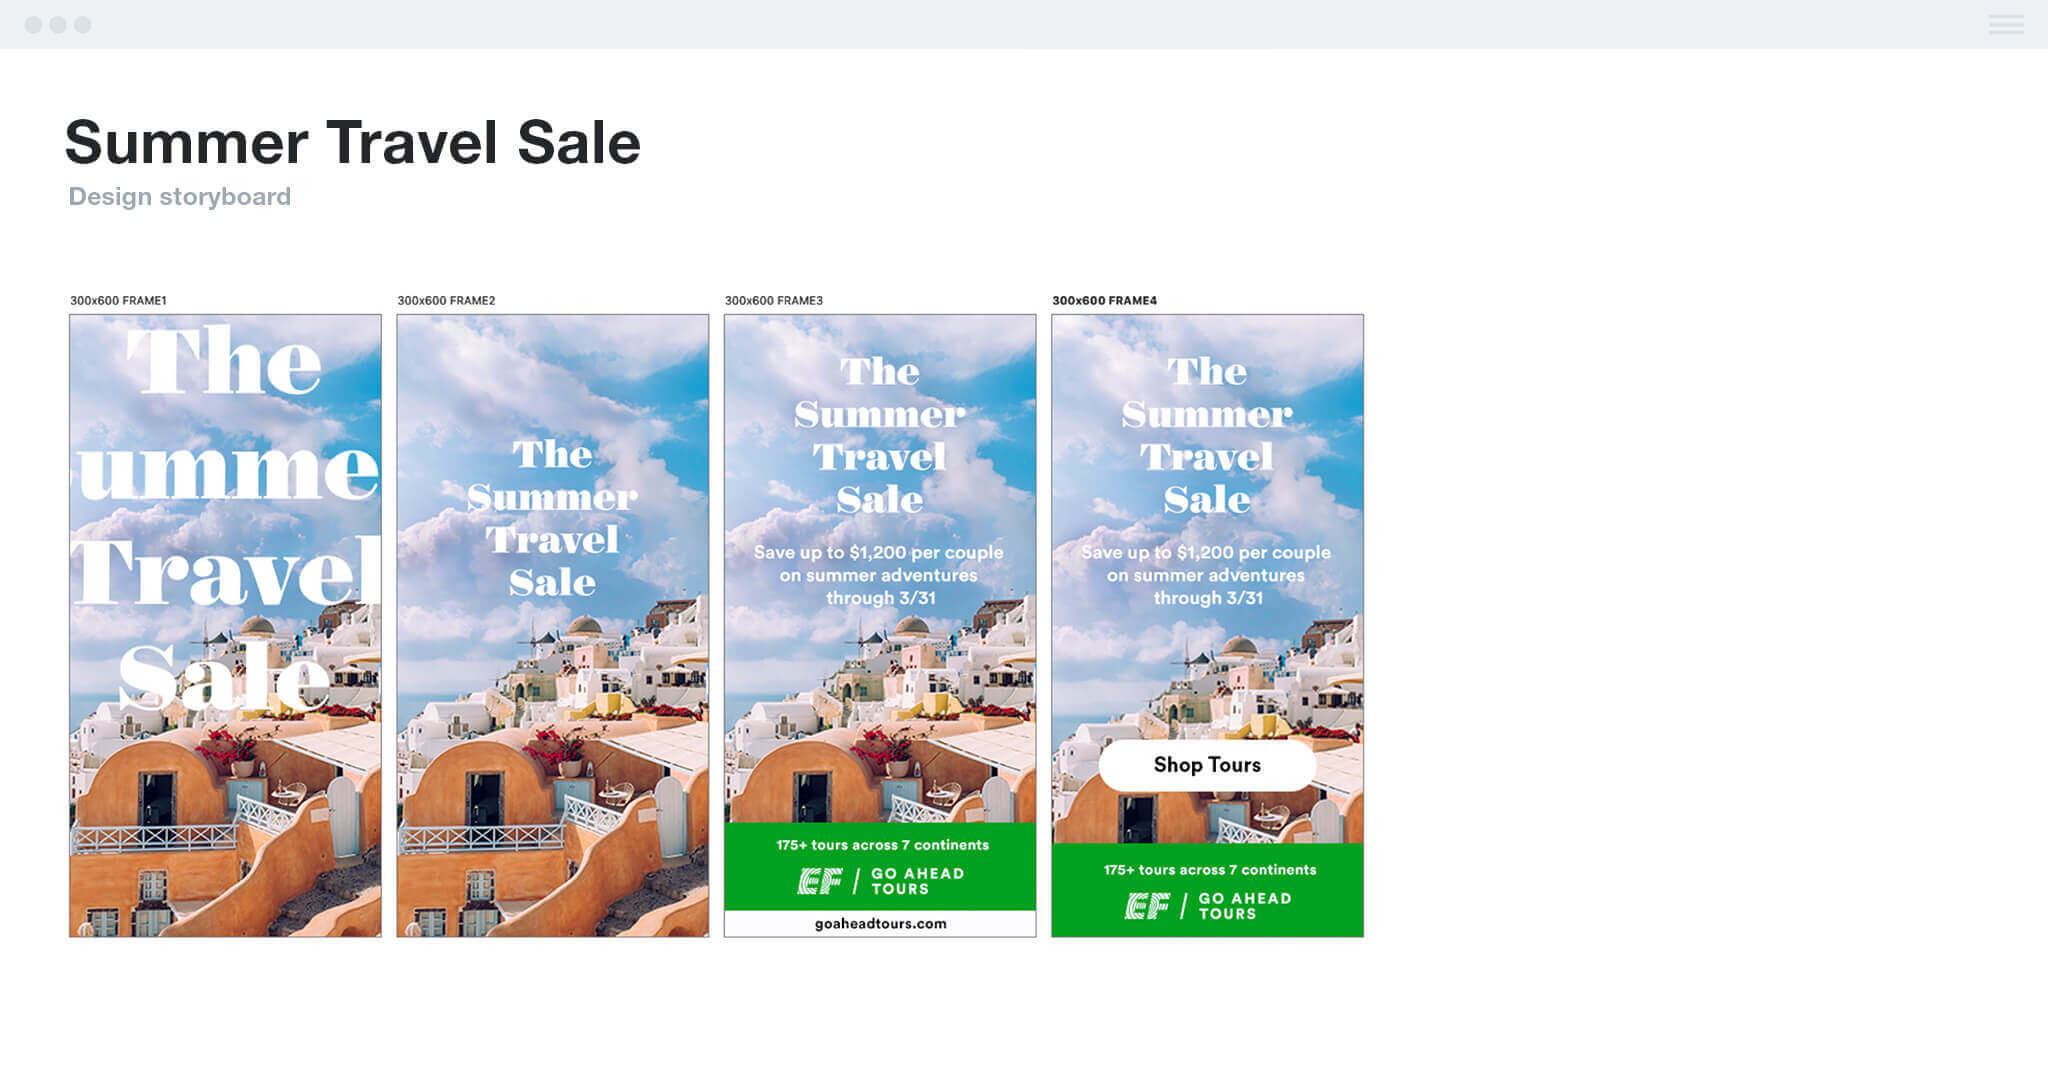 Summer Travel Sale
Design storyboard
300x600 FRAME1
The
umme
Travel
Sale
300x600 FRAME2
The
Summer
Travel
Sale
300x600 FRAME3
The
Summer
Travel
Sale
Save up to $1,200 per couple
on summer adventures
through 3/31
175+ tours across 7 continents
EF / GO AHEAD
TOURS
goaheadtours.com
300x600 FRAME4
The
Summer
Travel
Sale
Save up to $1,200 per couple
on summer adventures
through 3/31
Shop Tours
175+ tours across 7 continents
EF / GO AHEAD
TOURS